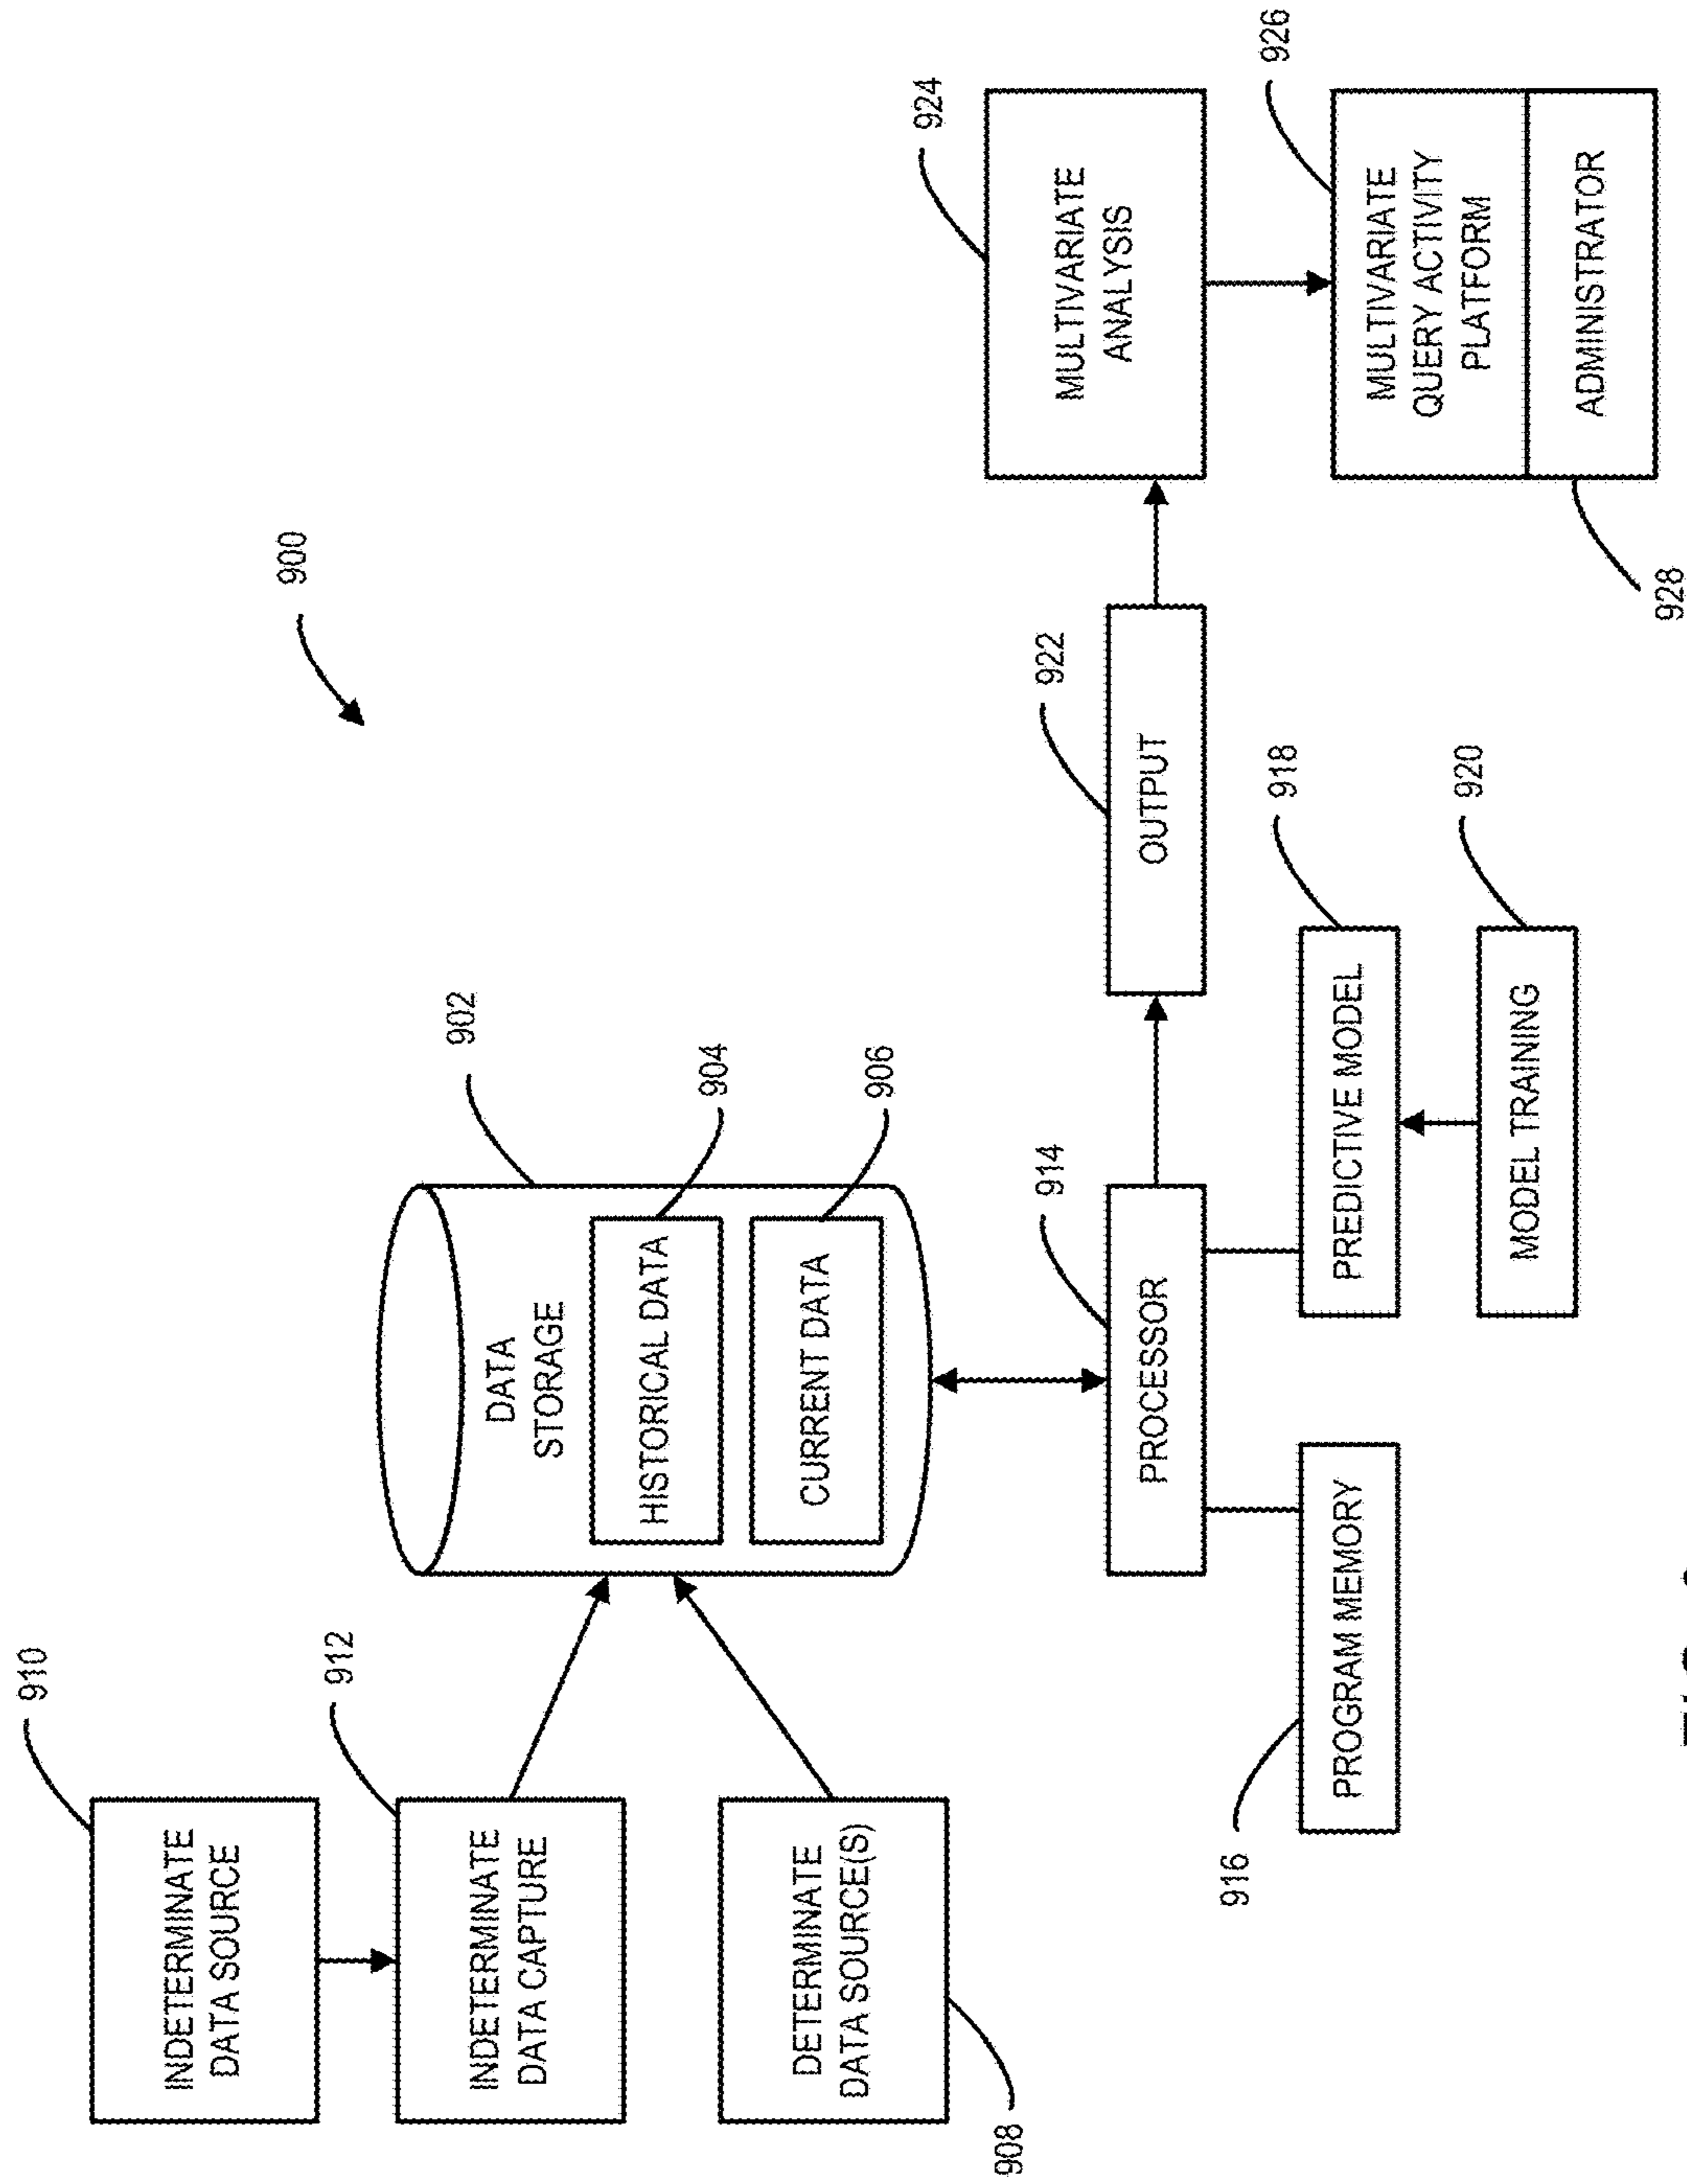 900
910
INDETERMINATE
DATA SOURCE
912
INDETERMINATE
DATA CAPTURE
DETERMINATE
DATA SOURCE(S)
908
902
DATA
STORAGE
HISTORICAL DATA
904
CURRENT DATA
906
914
PROCESSOR
916
PROGRAM MEMORY
PREDICTIVE MODEL
918
MODEL TRAINING
920
922
OUTPUT
924
MULTIVARIATE
ANALYSIS
926
MULTIVARIATE
QUERY ACTIVITY
PLATFORM
ADMINISTRATOR
928